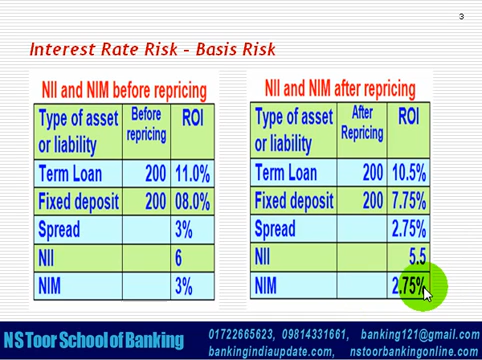 3
Interest Rate Risk - Basis Risk
NII and NIM before repricing
Type of asset or liability Before repricing ROI
Term Loan 200 11.0%
Fixed deposit 200 08.0%
Spread 3%
NII 6
NIM 3%
NII and NIM after repricing
Type of asset or liability After Repricing ROI
Term Loan 200 10.5%
Fixed deposit 200 7.75%
Spread 2.75%
NII 5.5
NIM 2.75%
NS Toor School of Banking
01722665623, 09814331661, banking121@gmail.com
bankingindiaupdate.com, nstoorbankingonline.com